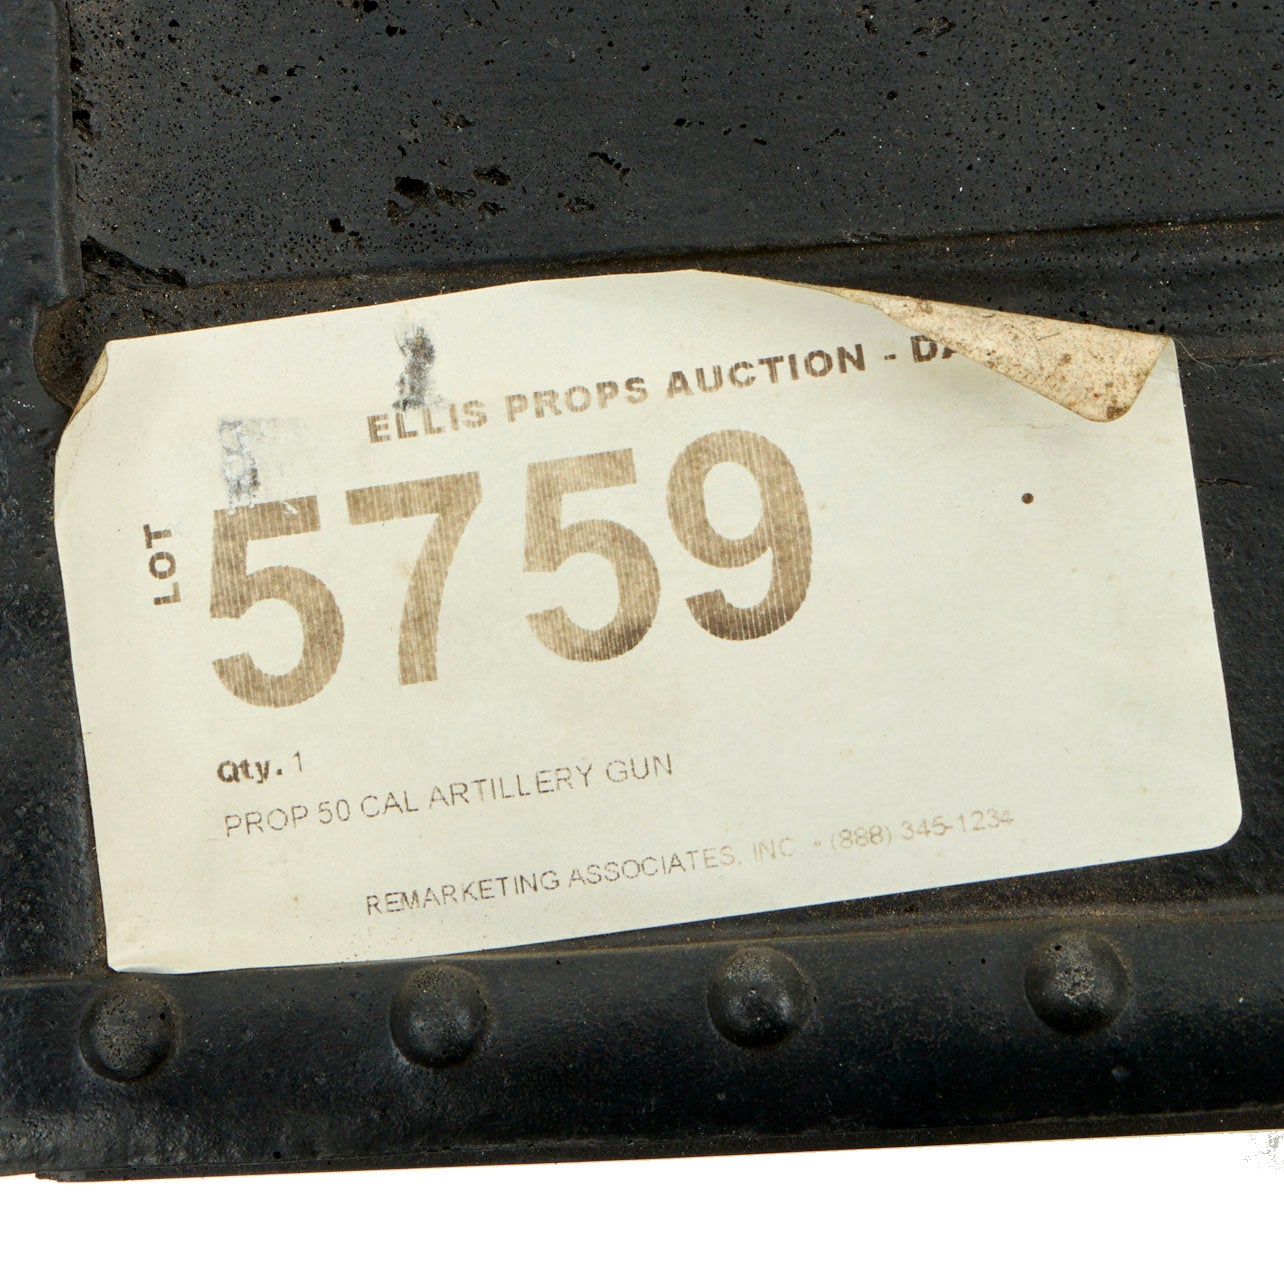 ELLIS PROPS AUCTION -
LOT
5759
Qty. 1
PROP 50 CAL ARTILLERY GUN
REMARKETING ASSOCIATES, INC. • (888) 345-1234